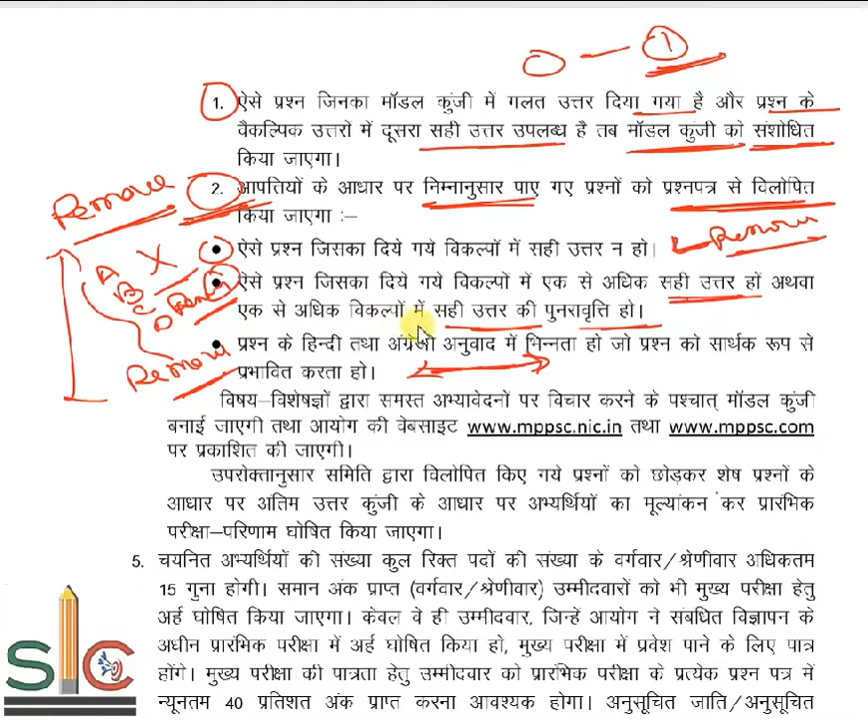 ○ — ①
1. ऐसे प्रश्न जिनका मॉडल कुंजी में गलत उत्तर दिया गया है और प्रश्न के
वैकल्पिक उत्तरों में दूसरा सही उत्तर उपलब्ध है तब मॉडल कुंजी को संशोधित
किया जाएगा।
Remove
2. आपत्तियों के आधार पर निम्नानुसार पाए गए प्रश्नों को प्रश्नपत्र से विलोपित
किया जाएगा :–
• ऐसे प्रश्न जिसका दिये गये विकल्पों में सही उत्तर न हो। Remove
A X
B
C
D Remove
• ऐसे प्रश्न जिसका दिये गये विकल्पों में एक से अधिक सही उत्तर हों अथवा
एक से अधिक विकल्पों में सही उत्तर की पुनरावृत्ति हो।
Remove
• प्रश्न के हिन्दी तथा अंग्रेजी अनुवाद में भिन्नता हो जो प्रश्न को सार्थक रूप से
प्रभावित करता हो।
विषय–विशेषज्ञों द्वारा समस्त अभ्यावेदनों पर विचार करने के पश्चात् मॉडल कुंजी
बनाई जाएगी तथा आयोग की वेबसाइट www.mppsc.nic.in तथा www.mppsc.com
पर प्रकाशित की जाएगी।
उपरोक्तानुसार समिति द्वारा विलोपित किए गये प्रश्नों को छोड़कर शेष प्रश्नों के
आधार पर अंतिम उत्तर कुंजी के आधार पर अभ्यर्थियों का मूल्यांकन कर प्रारंभिक
परीक्षा–परिणाम घोषित किया जाएगा।
5. चयनित अभ्यर्थियों की संख्या कुल रिक्त पदों की संख्या के वर्गवार/श्रेणीवार अधिकतम
15 गुना होगी। समान अंक प्राप्त (वर्गवार/श्रेणीवार) उम्मीदवारों को भी मुख्य परीक्षा हेतु
अर्ह घोषित किया जाएगा। केवल वे ही उम्मीदवार, जिन्हें आयोग ने संबधित विज्ञापन के
अधीन प्रारंभिक परीक्षा में अर्ह घोषित किया हो, मुख्य परीक्षा में प्रवेश पाने के लिए पात्र
होंगे। मुख्य परीक्षा की पात्रता हेतु उम्मीदवार को प्रारंभिक परीक्षा के प्रत्येक प्रश्न पत्र में
न्यूनतम 40 प्रतिशत अंक प्राप्त करना आवश्यक होगा। अनुसूचित जाति/अनुसूचित
SIC